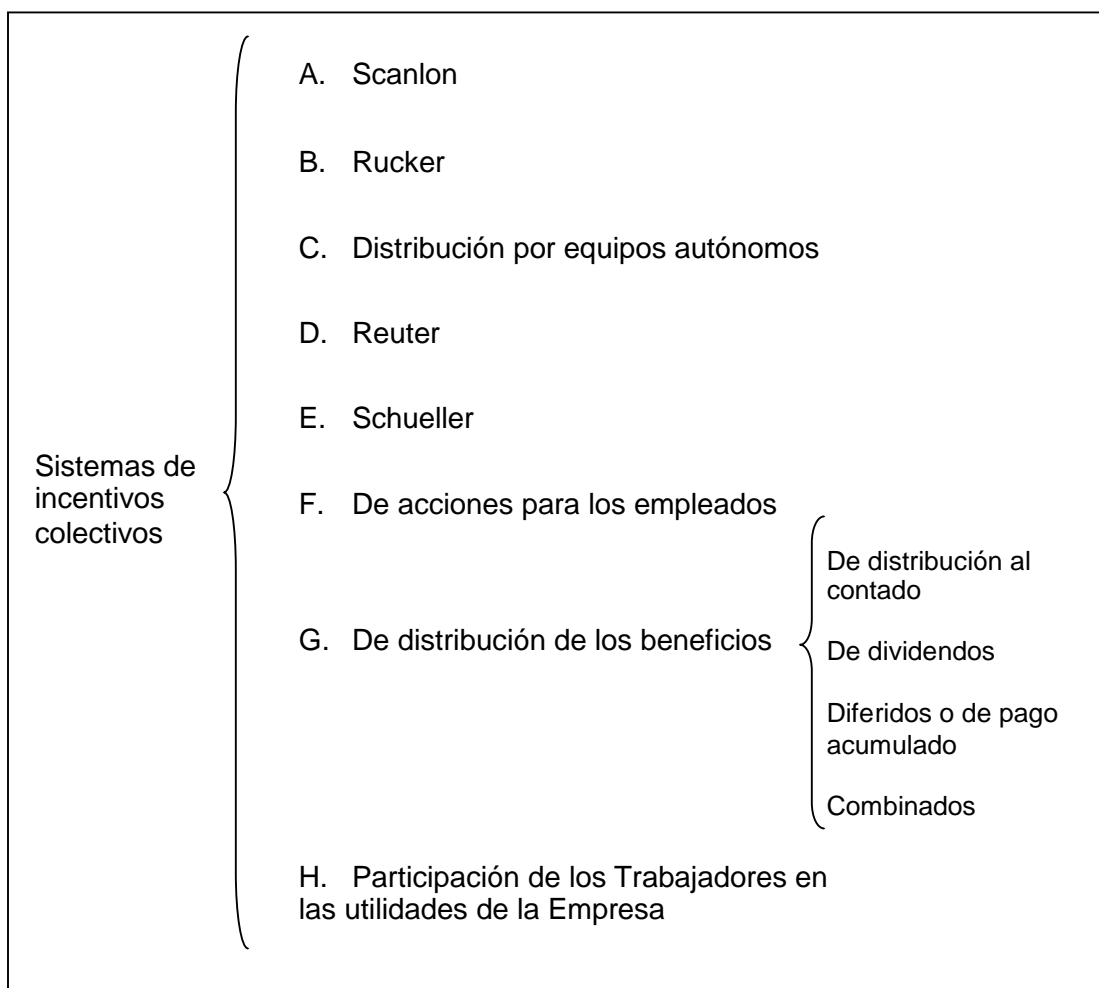 A. Scanlon
B. Rucker
C. Distribución por equipos autónomos
D. Reuter
E. Schueller
Sistemas de
incentivos
colectivos
F. De acciones para los empleados
De distribución al
contado
G. De distribución de los beneficios
De dividendos
Diferidos o de pago
acumulado
Combinados
H. Participación de los Trabajadores en
las utilidades de la Empresa